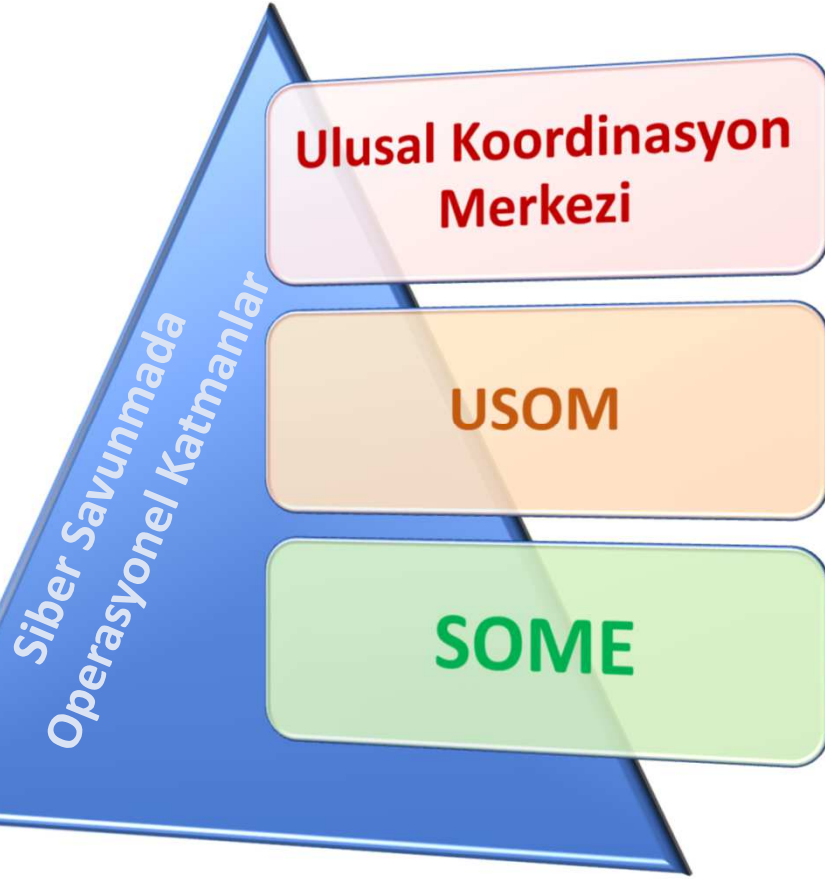 Ulusal Koordinasyon
Merkezi
USOM
SOME
Siber Savunmada
Operasyonel Katmanlar